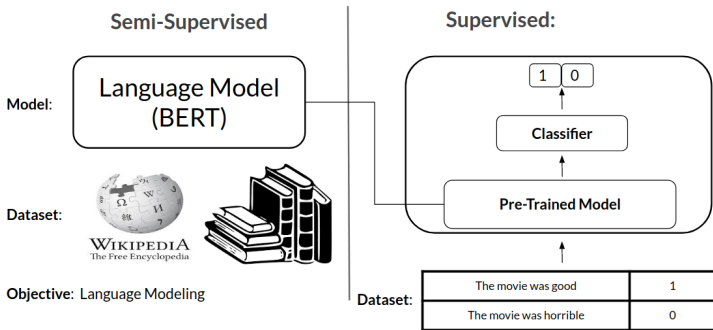 Semi-Supervised
Model:
Language Model
(BERT)
Dataset:
WIKIPEDIA
The Free Encyclopedia
Objective: Language Modeling
Supervised:
1 0
Classifier
Pre-Trained Model
Dataset:
The movie was good 1
The movie was horrible 0